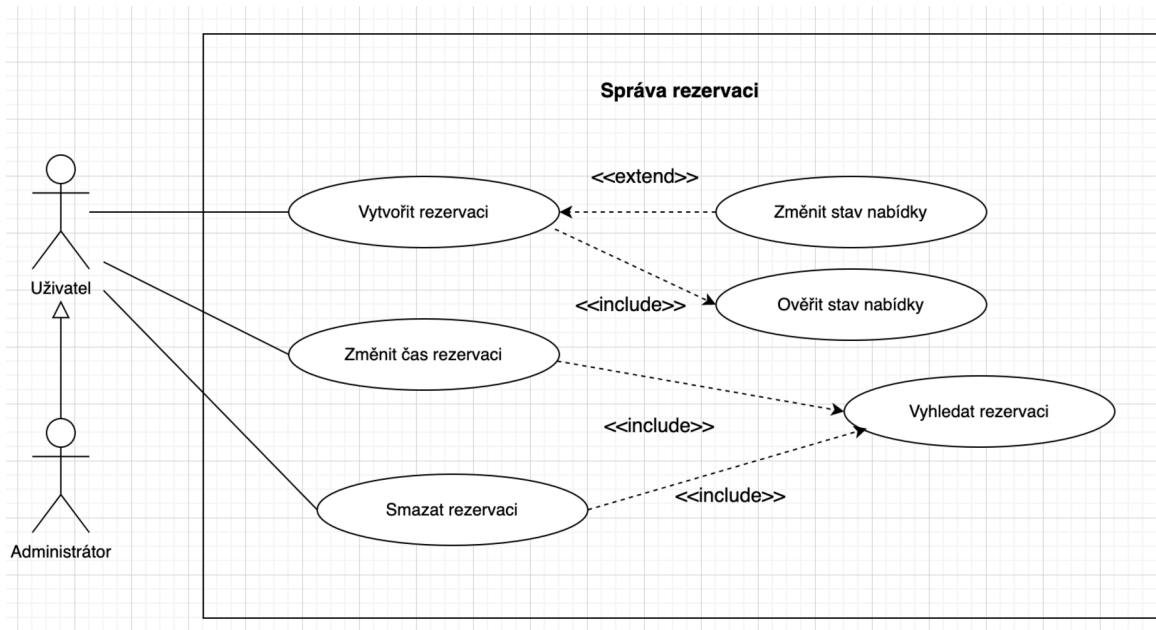 Správa rezervaci
<<extend>>
Vytvořit rezervaci
Změnit stav nabídky
Uživatel
<<include>>
Ověřit stav nabídky
Změnit čas rezervaci
Vyhledat rezervaci
<<include>>
<<include>>
Smazat rezervaci
Administrátor